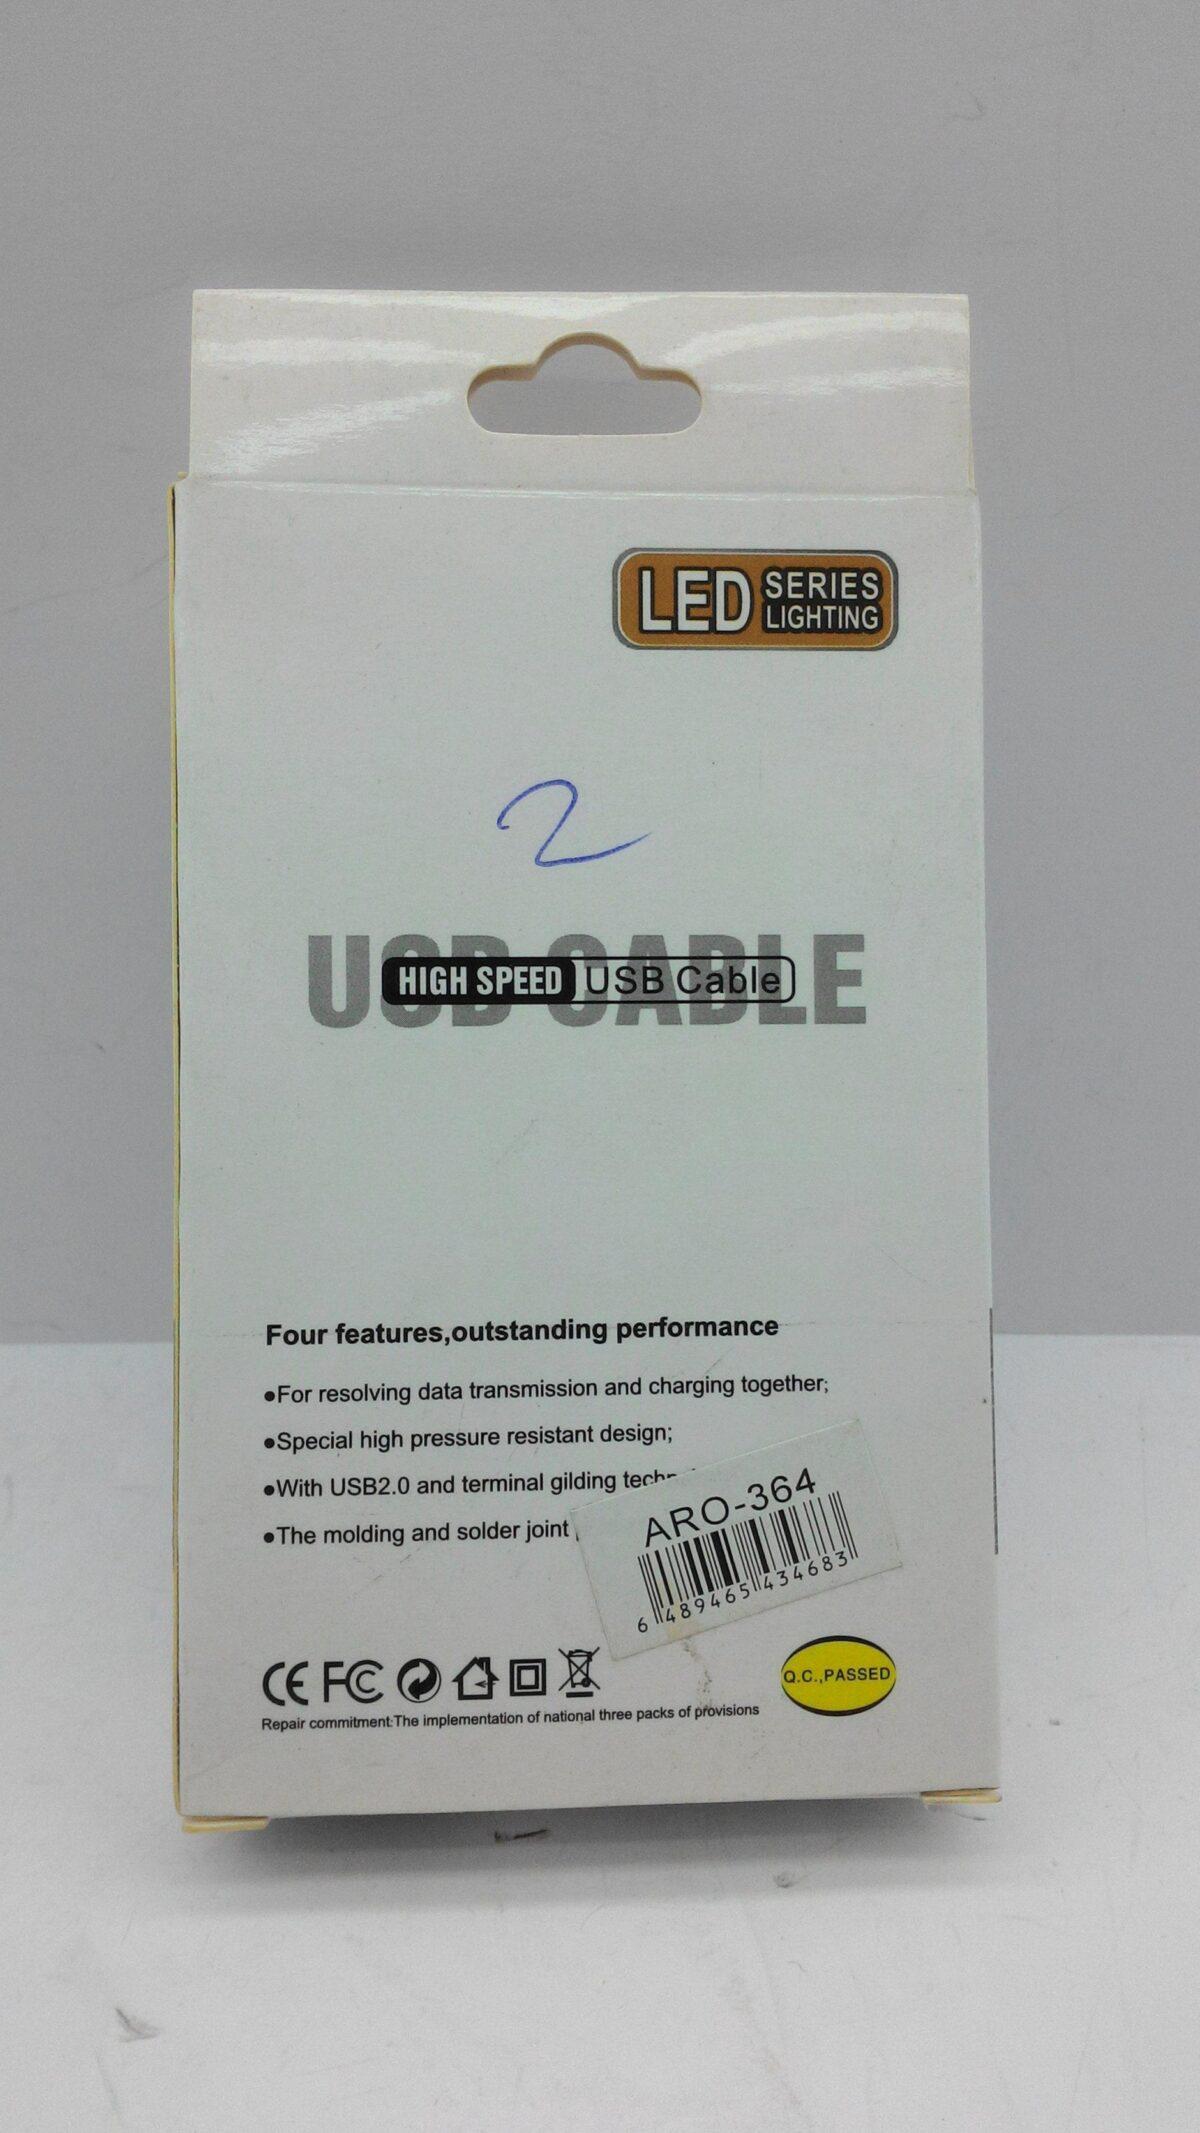 LED SERIES
LIGHTING
2
USB CABLE
HIGH SPEED USB Cable
Four features,outstanding performance
●For resolving data transmission and charging together;
●Special high pressure resistant design;
●With USB2.0 and terminal gilding
●The molding and solder joint
ARO-364
6 489465 434683
CE FC
Q.C.,PASSED
Repair commitment:The implementation of national three packs of provisions